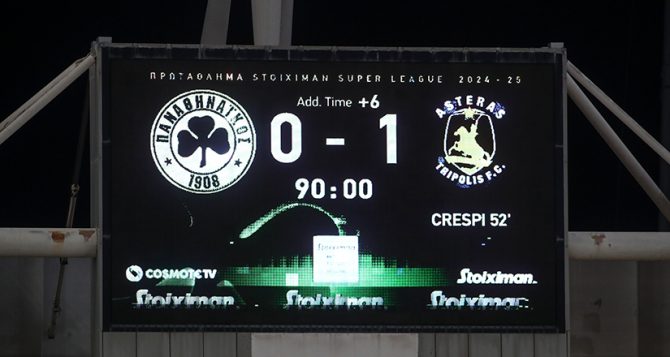 ΠΡΩΤΑΘΛΗΜΑ STOIXIMAN SUPER LEAGUE 2024-25
Add. Time +6
ΠΑΝΑΘΗΝΑΪΚΟΣ
1908
0 - 1
ASTERAS
TRIPOLIS F.C.
90:00
CRESPI 52'
COSMOTE TV
Stoiximan
Stoiximan
Stoiximan
Stoiximan